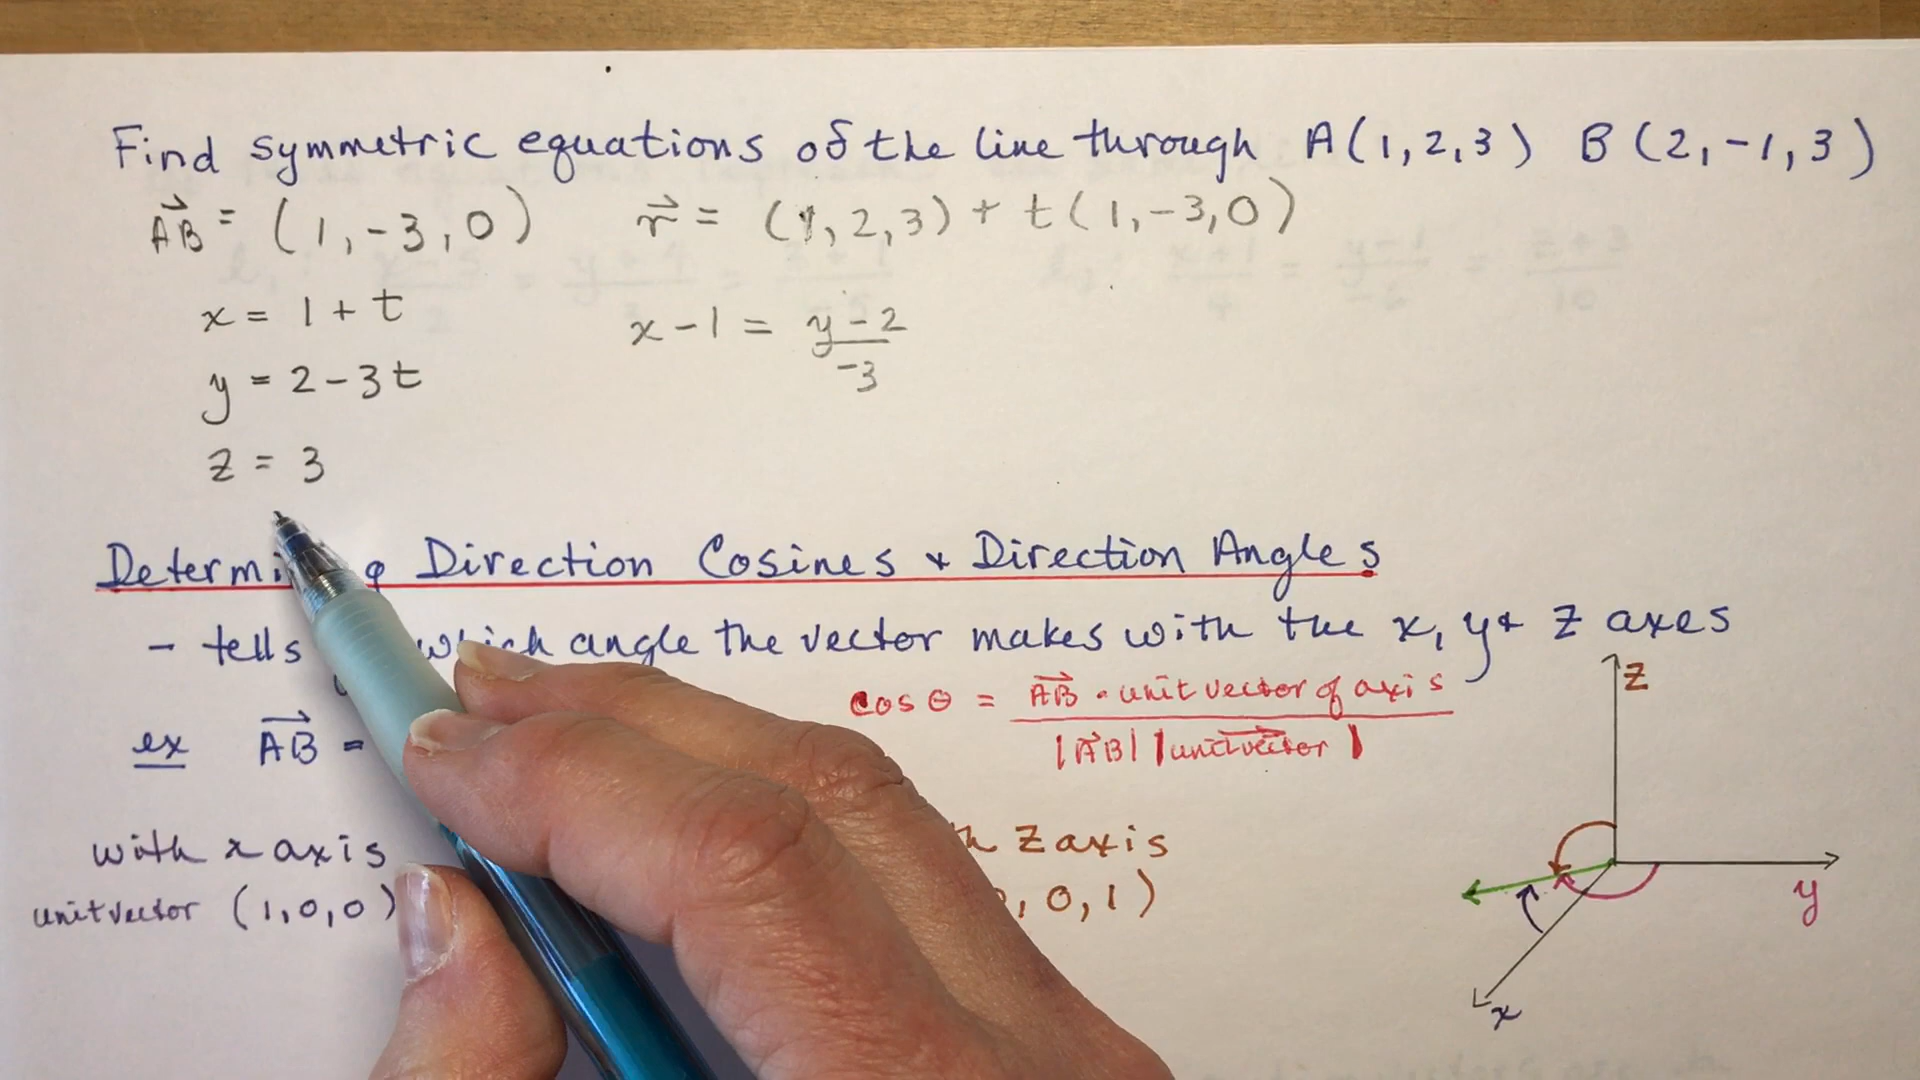 Find symmetric equations of the line through A(1,2,3) B(2,-1,3)
AB = (1,-3,0) r = (1,2,3) + t(1,-3,0)
x = 1 + t
y = 2 - 3t
z = 3
x - 1 = y - 2 / -3
Direction Cosines + Direction Angles
- tells which angle the vector makes with the x, y + z axes
cos θ = AB · unit vector of axis / |AB| |unit vector|
ex AB =
with x axis
unit vector (1,0,0)
z axis
, 0, 1)
z
y
x